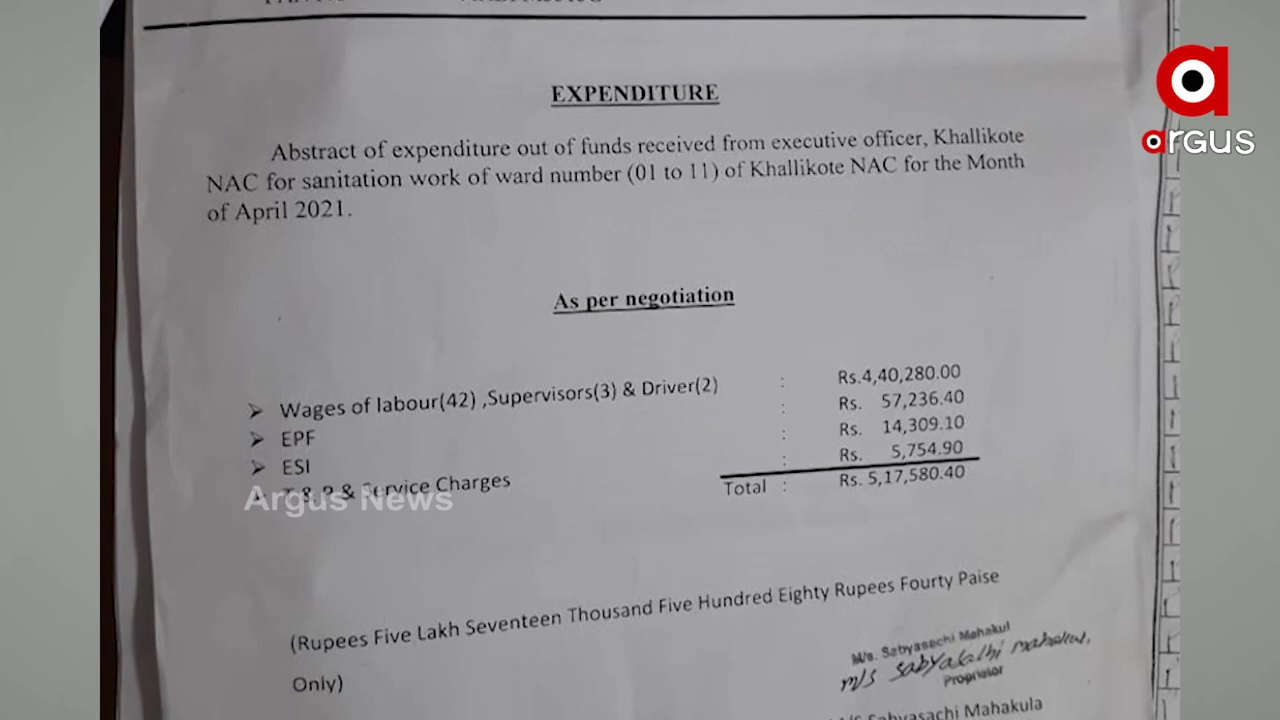 EXPENDITURE
Abstract of expenditure out of funds received from executive officer, Khallikote
NAC for sanitation work of ward number (01 to 11) of Khallikote NAC for the Month
of April 2021.
As per negotiation
➢ Wages of labour(42) ,Supervisors(3) & Driver(2) : Rs.4,40,280.00
➢ EPF : Rs. 57,236.40
➢ ESI : Rs. 14,309.10
& Service Charges : Rs. 5,754.90
Total : Rs. 5,17,580.40
(Rupees Five Lakh Seventeen Thousand Five Hundred Eighty Rupees Fourty Paise
Only)
M/s. Sabyasachi Mahakul
Proprietor
Sabyasachi Mahakula
argus
Argus News